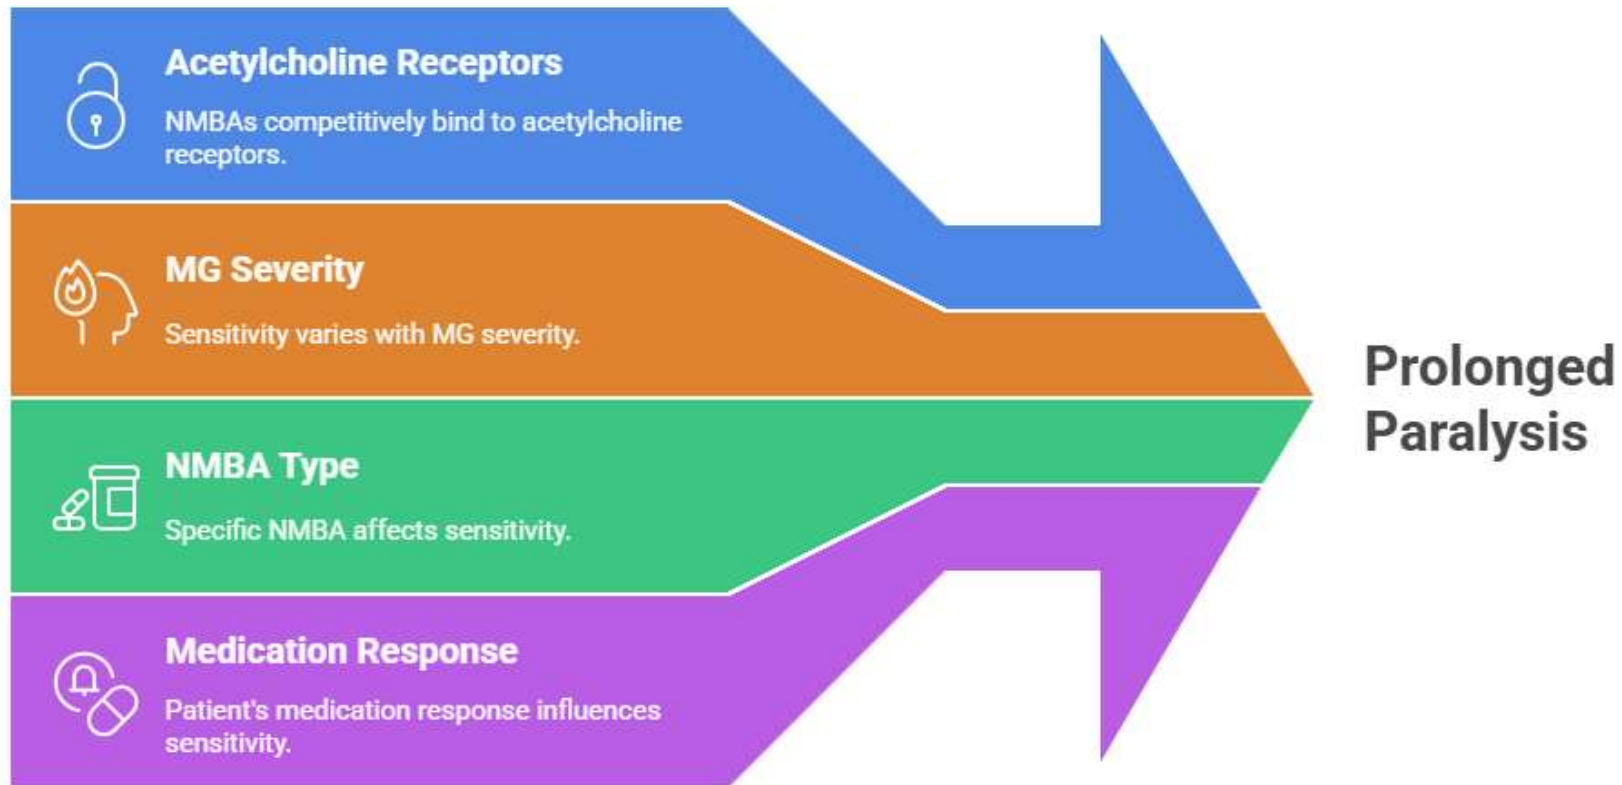 Acetylcholine Receptors
NMBAs competitively bind to acetylcholine
receptors.
MG Severity
Sensitivity varies with MG severity.
NMBA Type
Specific NMBA affects sensitivity.
Medication Response
Patient's medication response influences
sensitivity.
Prolonged
Paralysis